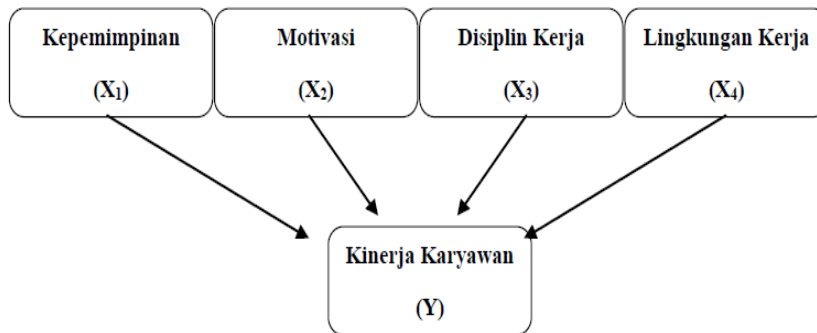 Kepemimpinan
(X₁)
Motivasi
(X₂)
Disiplin Kerja
(X₃)
Lingkungan Kerja
(X₄)
Kinerja Karyawan
(Y)